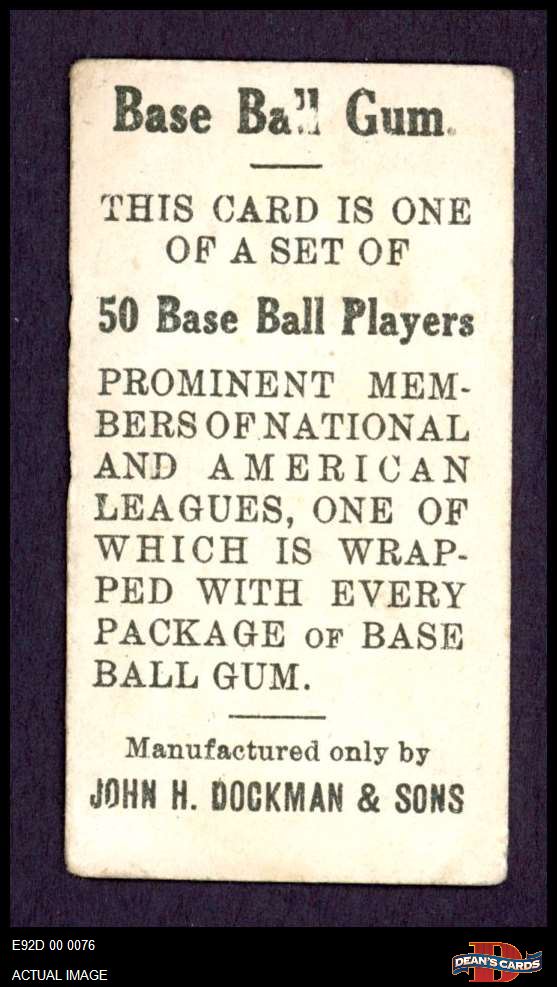 Base Ball Gum.
THIS CARD IS ONE
OF A SET OF
50 Base Ball Players
PROMINENT MEM-
BERS OF NATIONAL
AND AMERICAN
LEAGUES, ONE OF
WHICH IS WRAP-
PED WITH EVERY
PACKAGE OF BASE
BALL GUM.
Manufactured only by
JOHN H. DOCKMAN & SONS
E92D 00 0076
ACTUAL IMAGE
D
DEAN'S CARDS